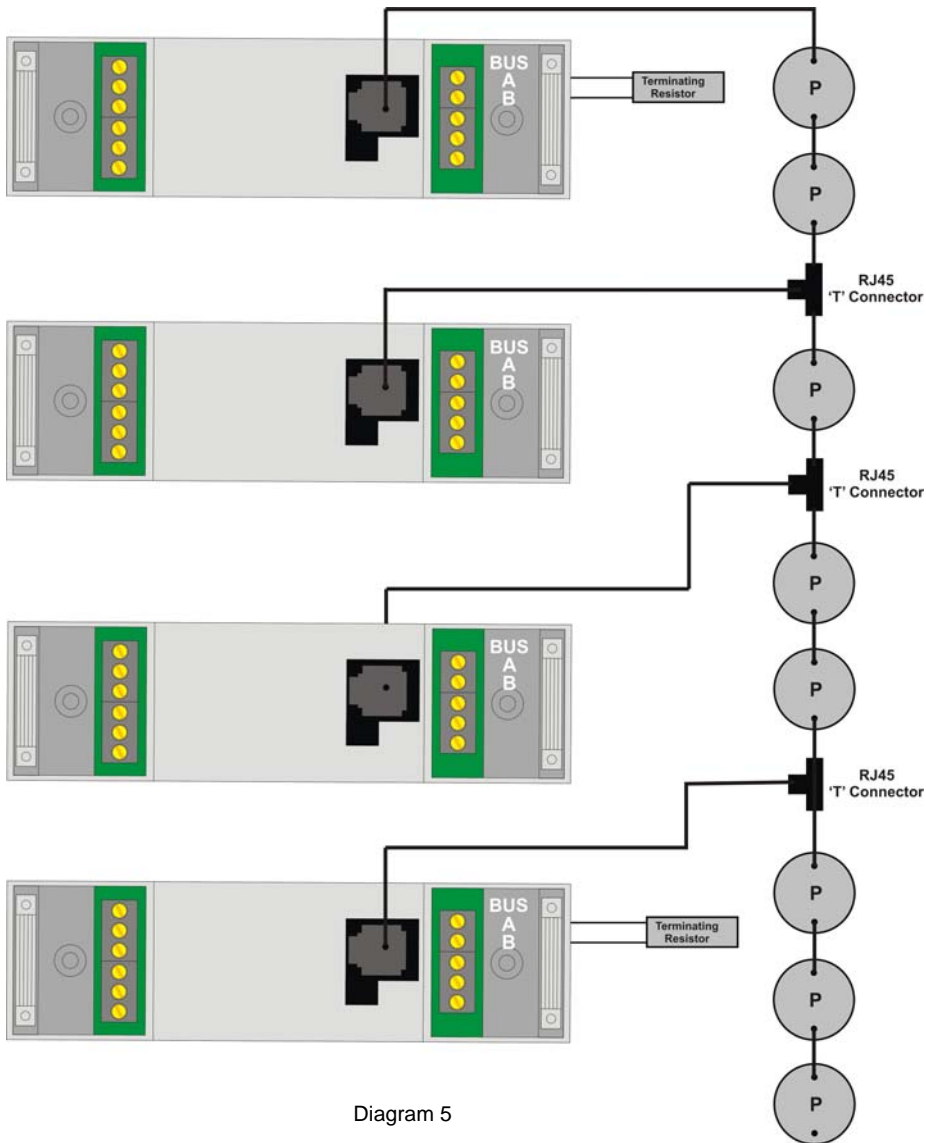 BUS
A
B
Terminating
Resistor
P
P
RJ45
'T' Connector
BUS
A
B
P
RJ45
'T' Connector
P
BUS
A
B
P
RJ45
'T' Connector
P
BUS
A
B
Terminating
Resistor
P
P
Diagram 5